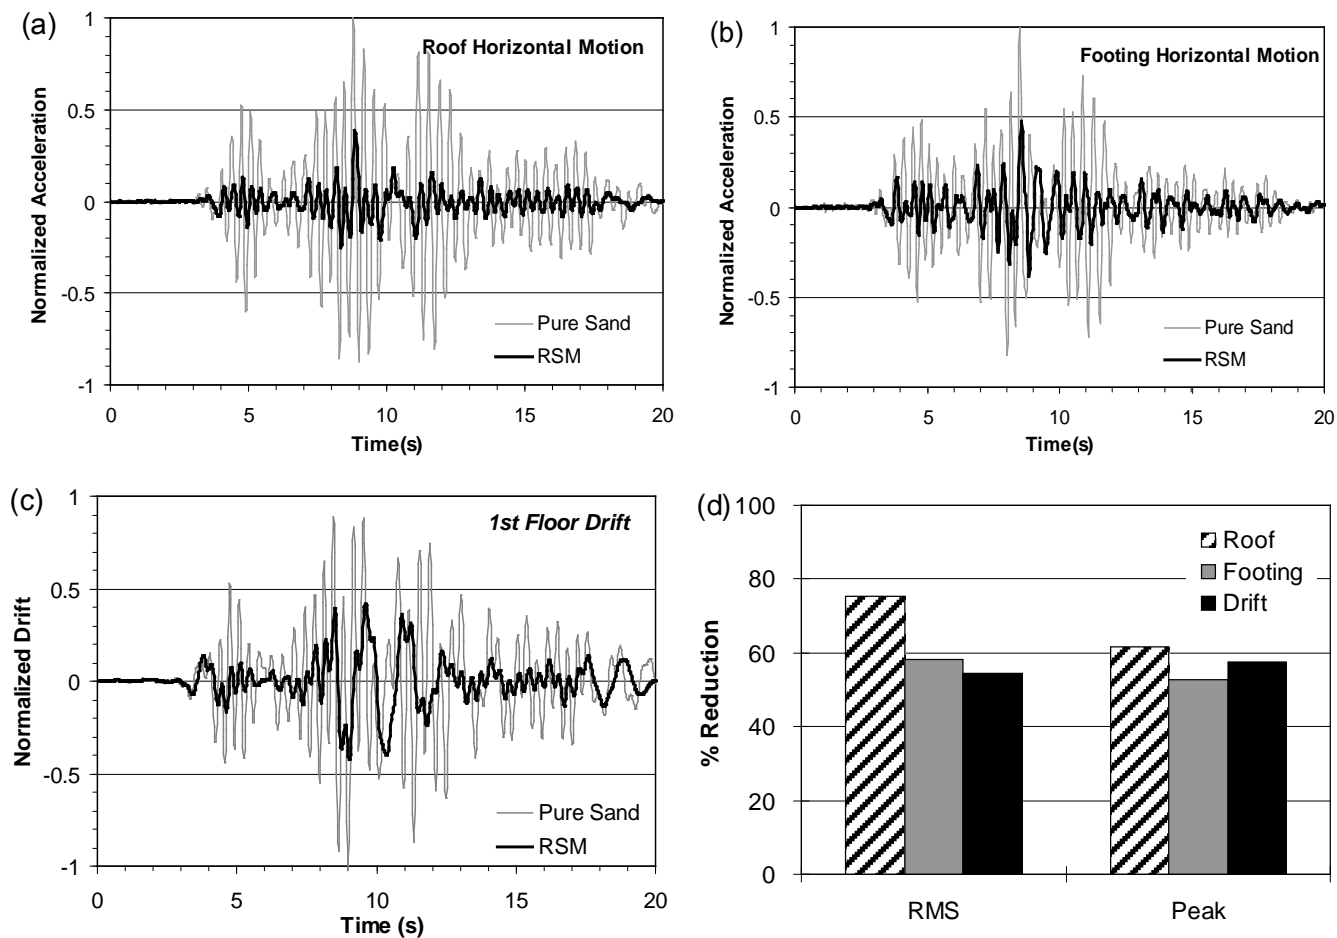 (a)
Roof Horizontal Motion
1
0.5
0
-0.5
-1
Normalized Acceleration
Pure Sand
RSM
0 5 10 15 20
Time(s)
(b)
Footing Horizontal Motion
1
0.5
0
-0.5
-1
Normalized Acceleration
Pure Sand
RSM
0 5 10 15 20
Time(s)
(c)
1st Floor Drift
1
0.5
0
-0.5
-1
Normalized Drift
Pure Sand
RSM
0 5 10 15 20
Time (s)
(d)
100
80
60
40
20
0
% Reduction
Roof
Footing
Drift
RMS Peak